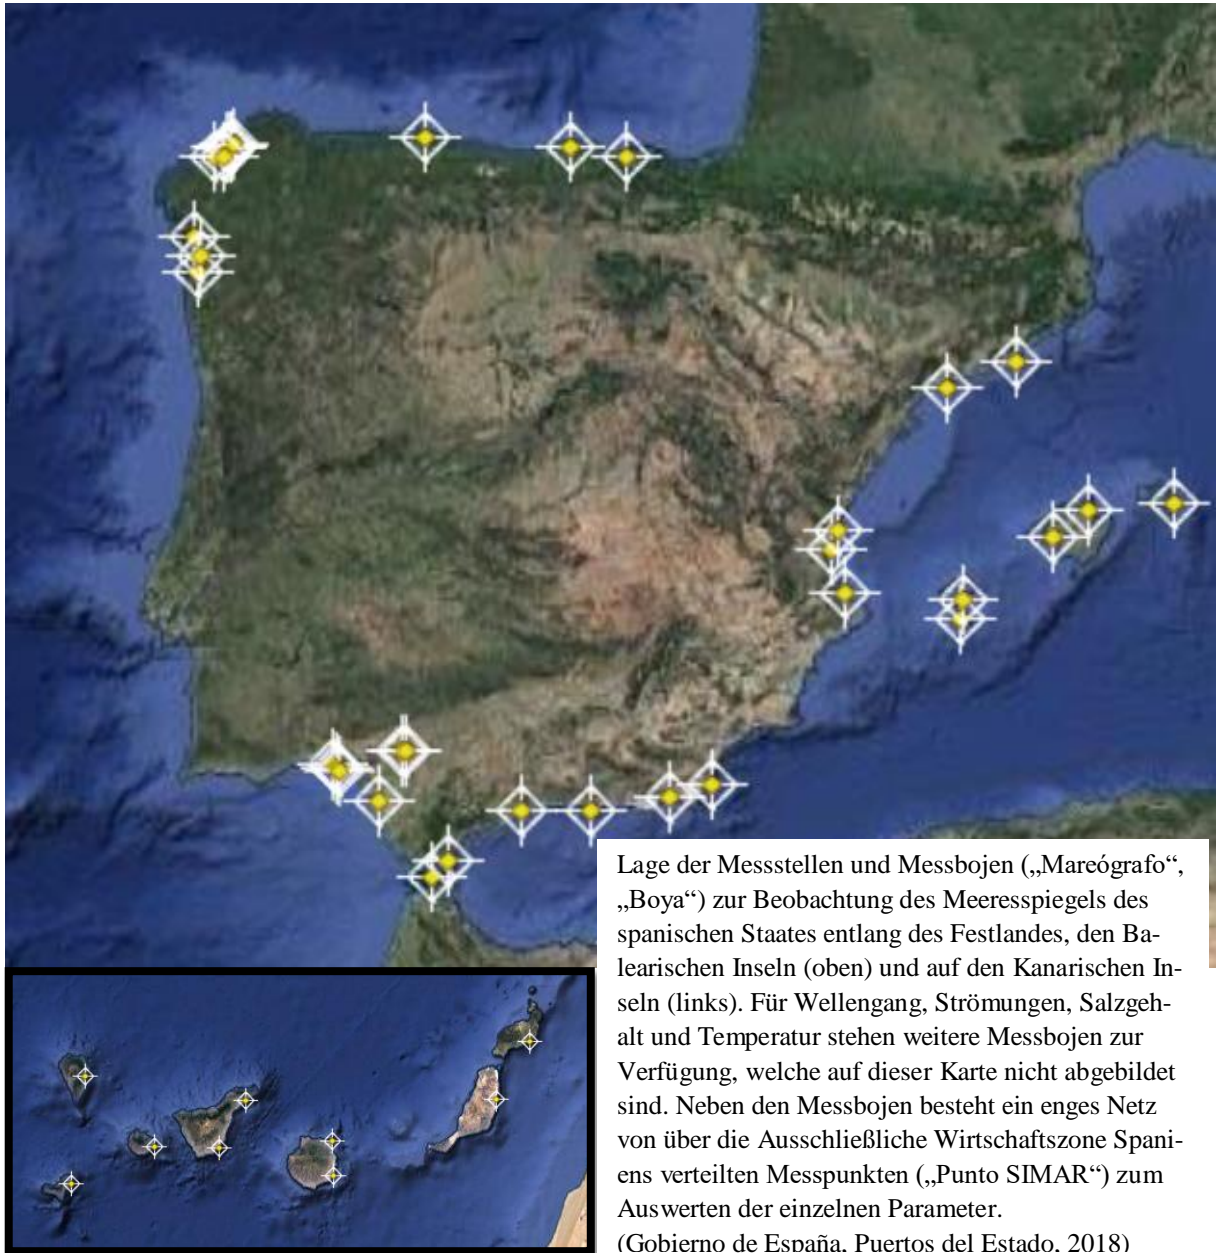 Lage der Messstellen und Messbojen („Mareógrafo“,
„Boya“) zur Beobachtung des Meeresspiegels des
spanischen Staates entlang des Festlandes, den Ba-
learischen Inseln (oben) und auf den Kanarischen In-
seln (links). Für Wellengang, Strömungen, Salzgeh-
alt und Temperatur stehen weitere Messbojen zur
Verfügung, welche auf dieser Karte nicht abgebildet
sind. Neben den Messbojen besteht ein enges Netz
von über die Ausschließliche Wirtschaftszone Spani-
ens verteilten Messpunkten („Punto SIMAR“) zum
Auswerten der einzelnen Parameter.
(Gobierno de España, Puertos del Estado, 2018)